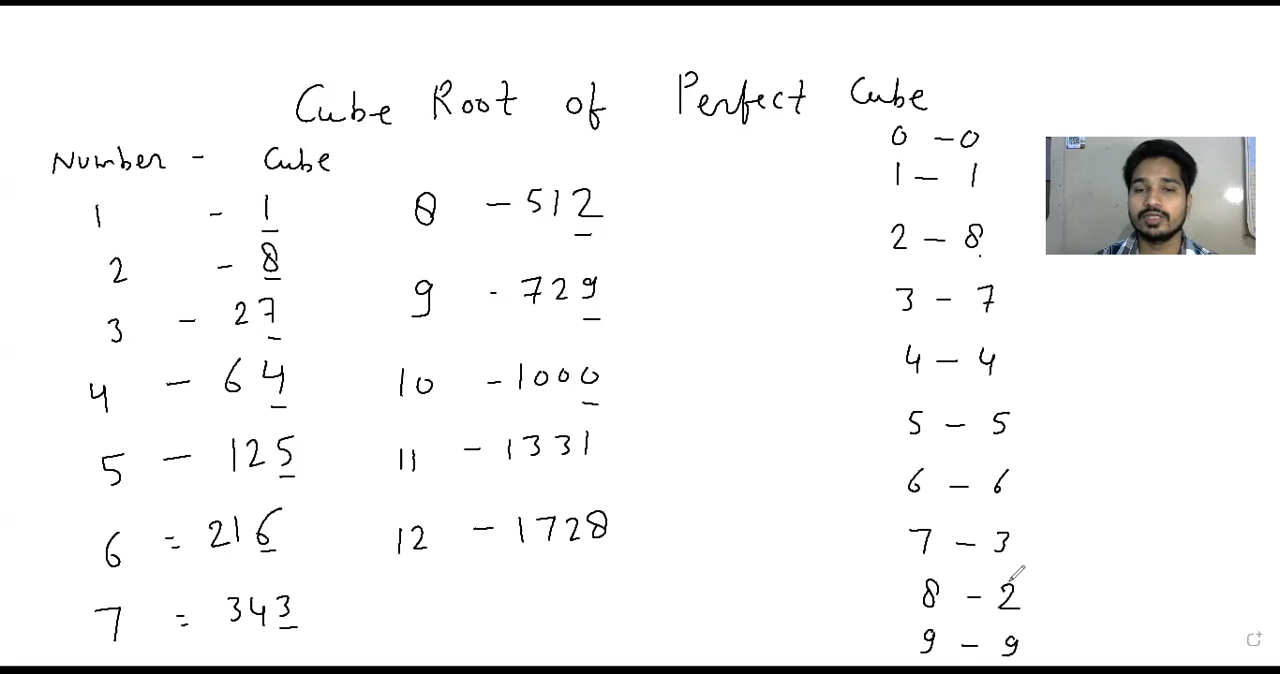 Cube Root of Perfect Cube
Number - Cube
1 - 1
2 - 8
3 - 27
4 - 64
5 - 125
6 = 216
7 = 343
8 - 512
9 - 729
10 - 1000
11 - 1331
12 - 1728
0 - 0
1 - 1
2 - 8
3 - 7
4 - 4
5 - 5
6 - 6
7 - 3
8 - 2
9 - 9